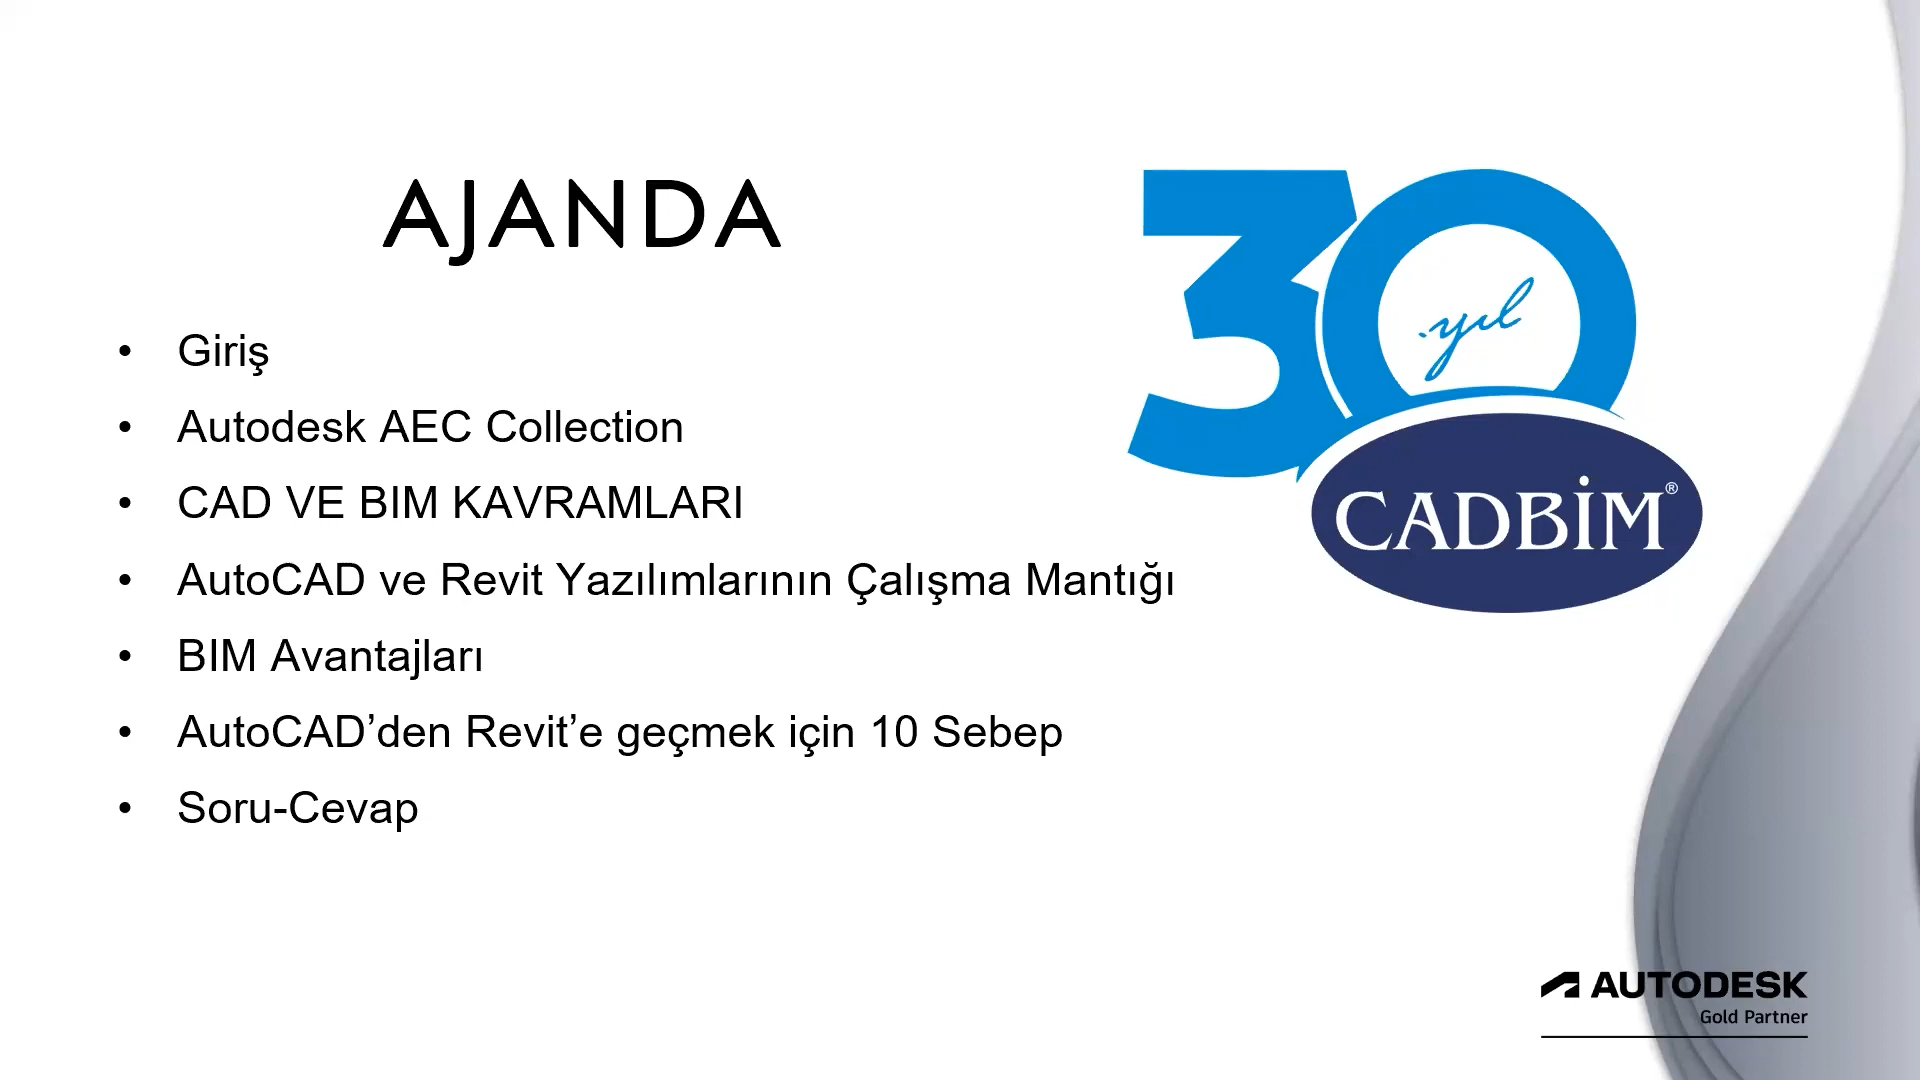 AJANDA
• Giriş
• Autodesk AEC Collection
• CAD VE BIM KAVRAMLARI
• AutoCAD ve Revit Yazılımlarının Çalışma Mantığı
• BIM Avantajları
• AutoCAD’den Revit’e geçmek için 10 Sebep
• Soru-Cevap
30
.yıl
CADBİM®
AUTODESK
Gold Partner